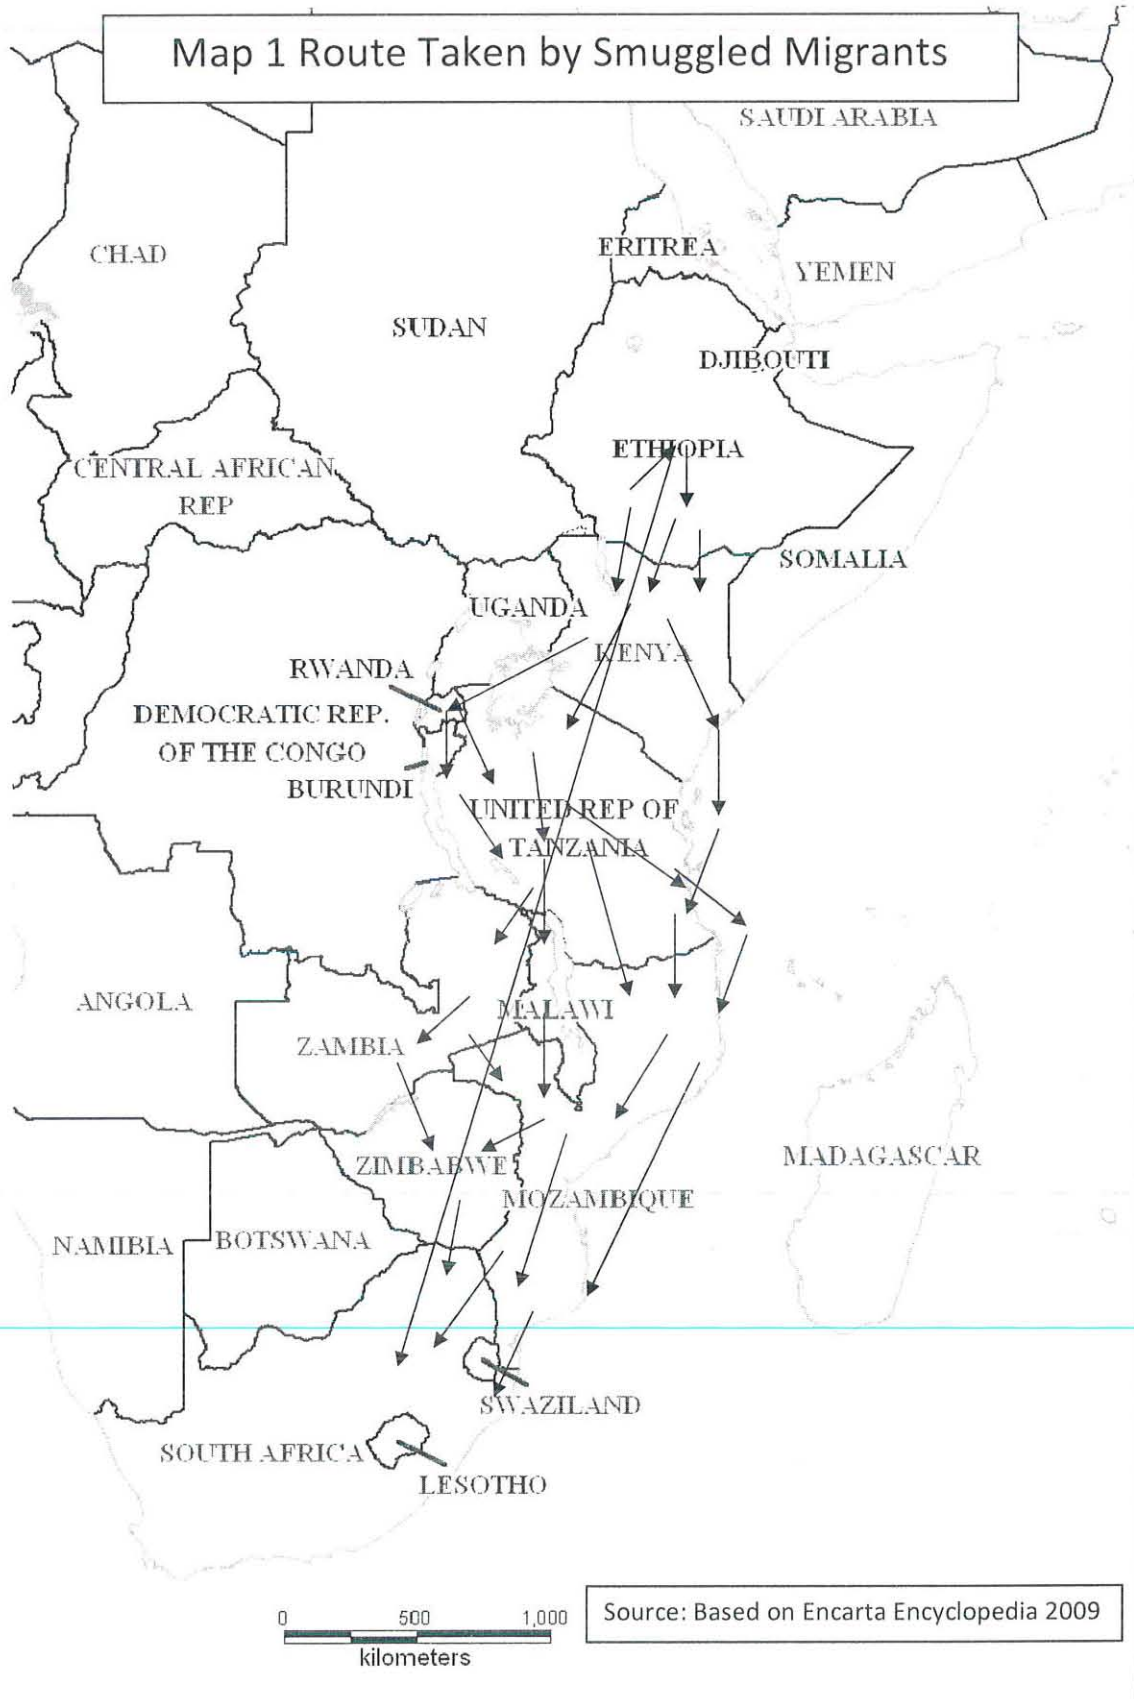 Map 1 Route Taken by Smuggled Migrants
SAUDI ARABIA
ERITREA
CHAD
YEMEN
SUDAN
DJIBOUTI
ETHIOPIA
CENTRAL AFRICAN
REP
SOMALIA
UGANDA
KENYA
RWANDA
DEMOCRATIC REP.
OF THE CONGO
BURUNDI
UNITED REP OF
TANZANIA
ANGOLA
MALAWI
ZAMBIA
MADAGASCAR
ZIMBABWE
MOZAMBIQUE
NAMIBIA
BOTSWANA
SWAZILAND
SOUTH AFRICA
LESOTHO
0 500 1,000
kilometers
Source: Based on Encarta Encyclopedia 2009